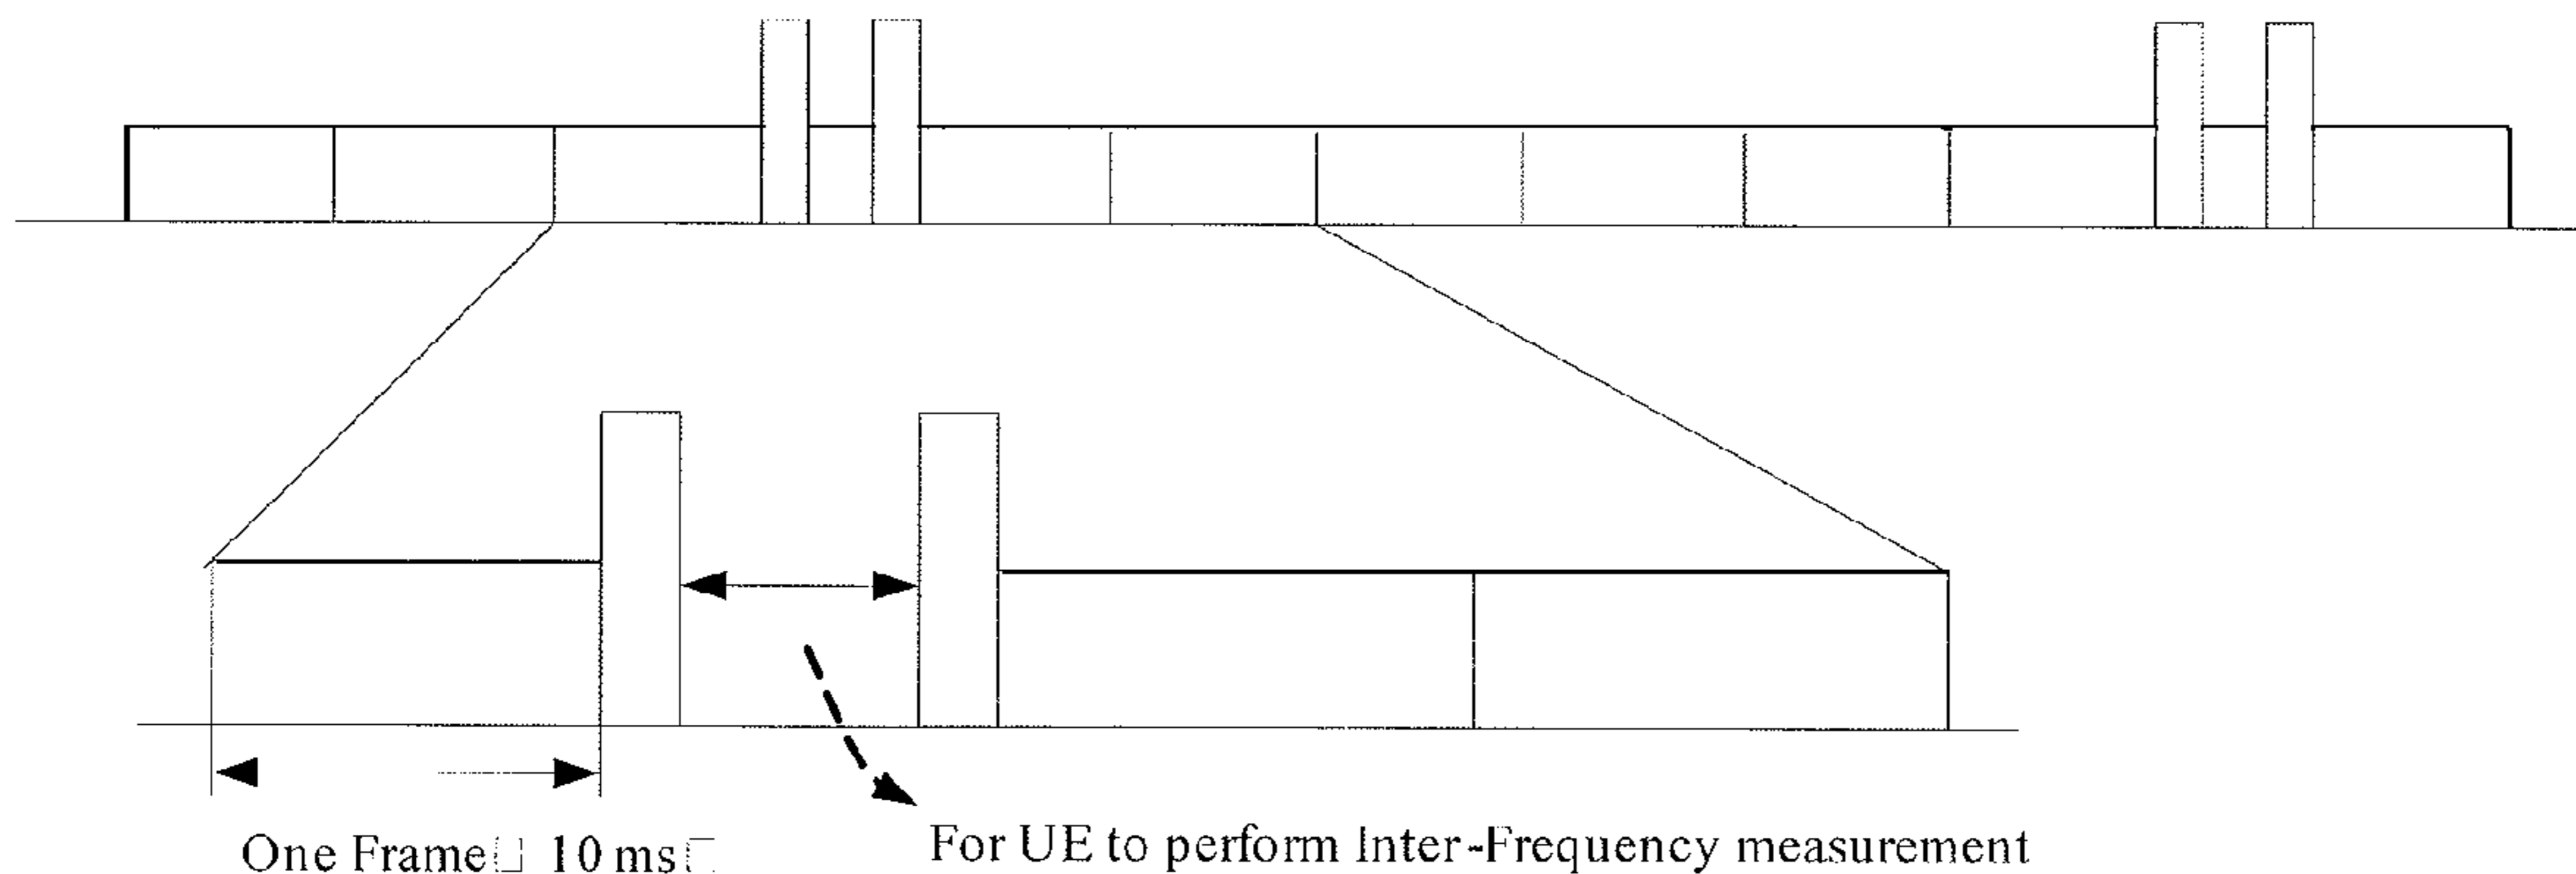 One Frame 10 ms
For UE to perform Inter-Frequency measurement